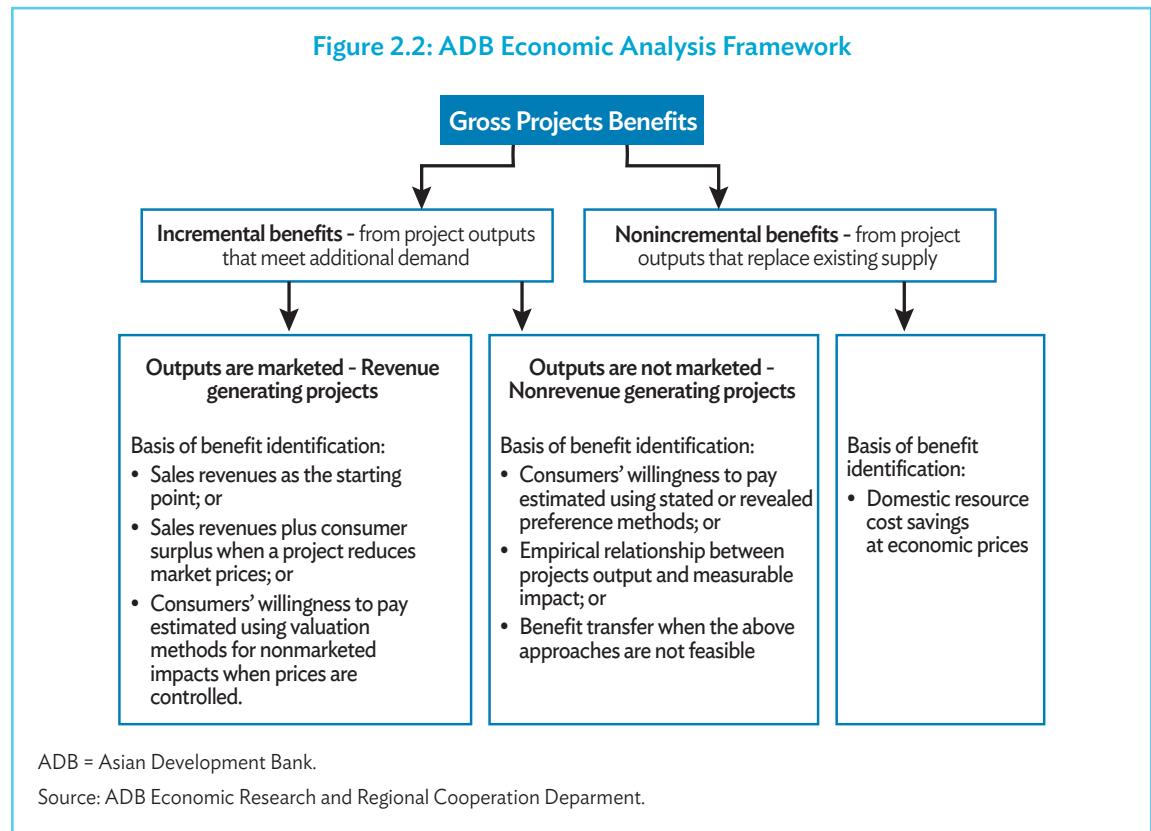 Figure 2.2: ADB Economic Analysis Framework
Gross Projects Benefits
Incremental benefits - from project outputs
that meet additional demand
Nonincremental benefits - from project
outputs that replace existing supply
Outputs are marketed - Revenue
generating projects
Basis of benefit identification:
• Sales revenues as the starting
point; or
• Sales revenues plus consumer
surplus when a project reduces
market prices; or
• Consumers’ willingness to pay
estimated using valuation
methods for nonmarketed
impacts when prices are
controlled.
Outputs are not marketed -
Nonrevenue generating projects
Basis of benefit identification:
• Consumers’ willingness to pay
estimated using stated or revealed
preference methods; or
• Empirical relationship between
projects output and measurable
impact; or
• Benefit transfer when the above
approaches are not feasible
Basis of benefit
identification:
• Domestic resource
cost savings
at economic prices
ADB = Asian Development Bank.
Source: ADB Economic Research and Regional Cooperation Deparment.